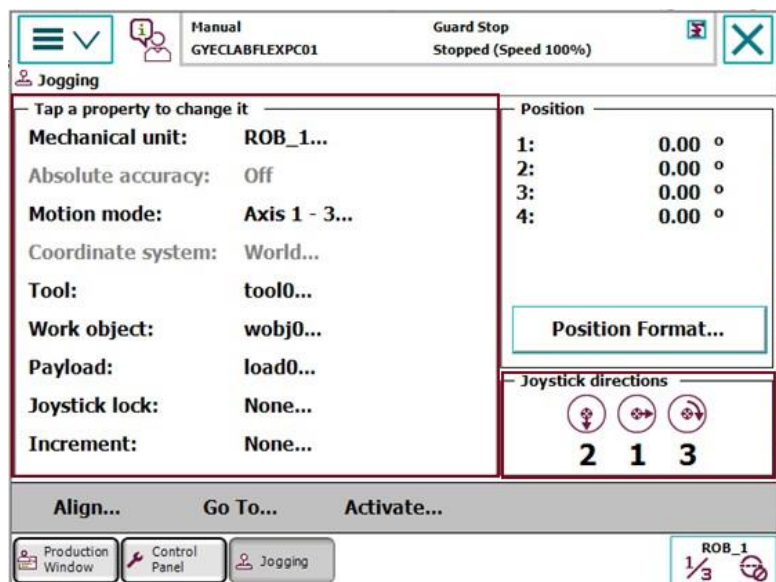 Manual
GYECLABFLEXPC01
Guard Stop
Stopped (Speed 100%)
Jogging
Tap a property to change it
Mechanical unit: ROB_1...
Absolute accuracy: Off
Motion mode: Axis 1 - 3...
Coordinate system: World...
Tool: tool0...
Work object: wobj0...
Payload: load0...
Joystick lock: None...
Increment: None...
Position
1: 0.00 º
2: 0.00 º
3: 0.00 º
4: 0.00 º
Position Format...
Joystick directions
2 1 3
Align... Go To... Activate...
Production Window
Control Panel
Jogging
ROB_1
1/3